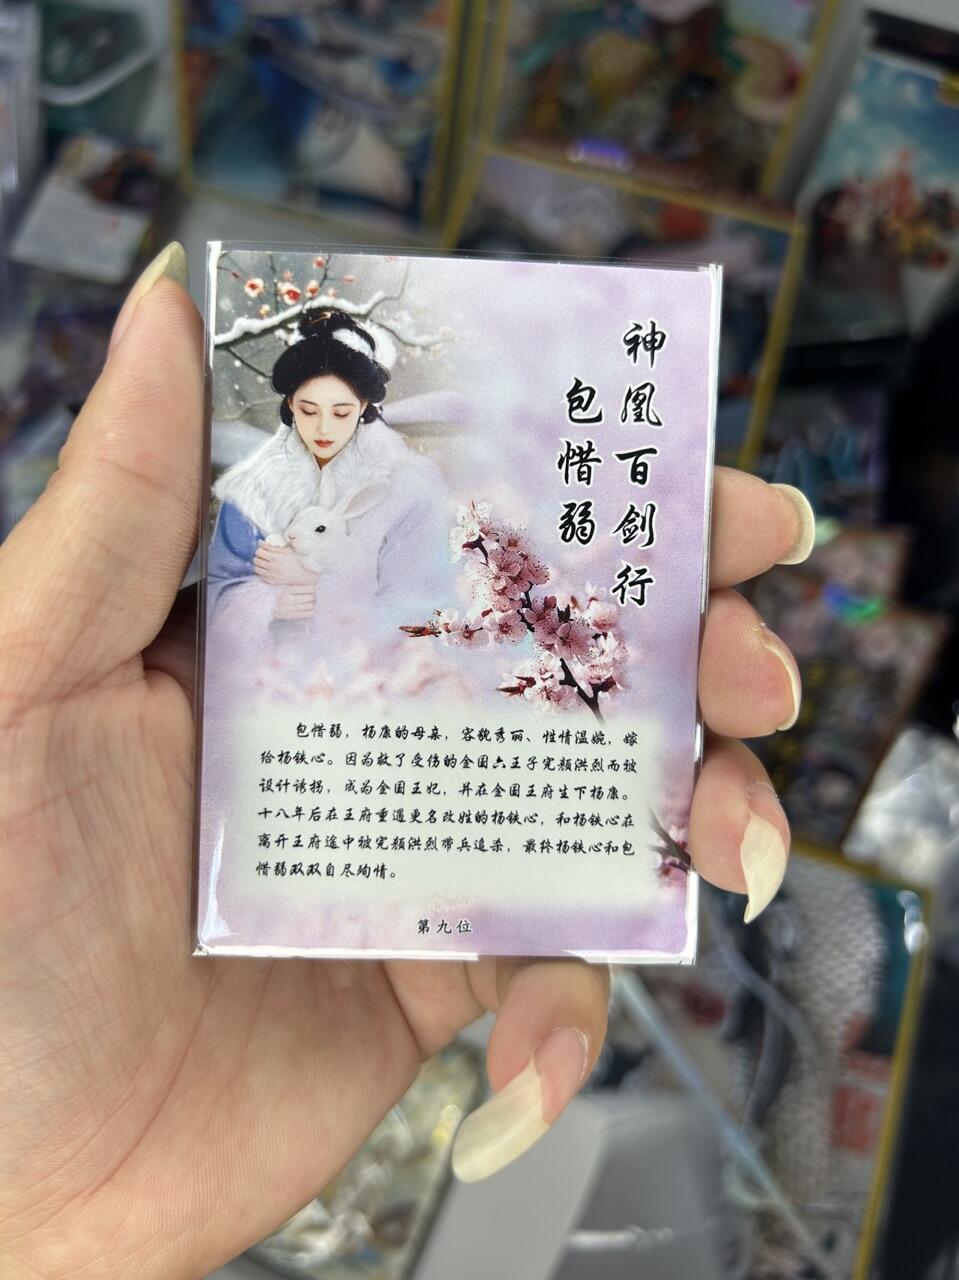 神凰百剑行
包惜弱
包惜弱，杨康的母亲，容貌秀丽、性情温婉，嫁
给杨铁心。因为救了受伤的金国六王子完颜洪烈而被
设计诱拐，成为金国王妃，并在金国王府生下杨康。
十八年后在王府重遇更名改姓的杨铁心，和杨铁心在
离开王府途中被完颜洪烈带兵追杀，最终杨铁心和包
惜弱双双自尽殉情。
第九位